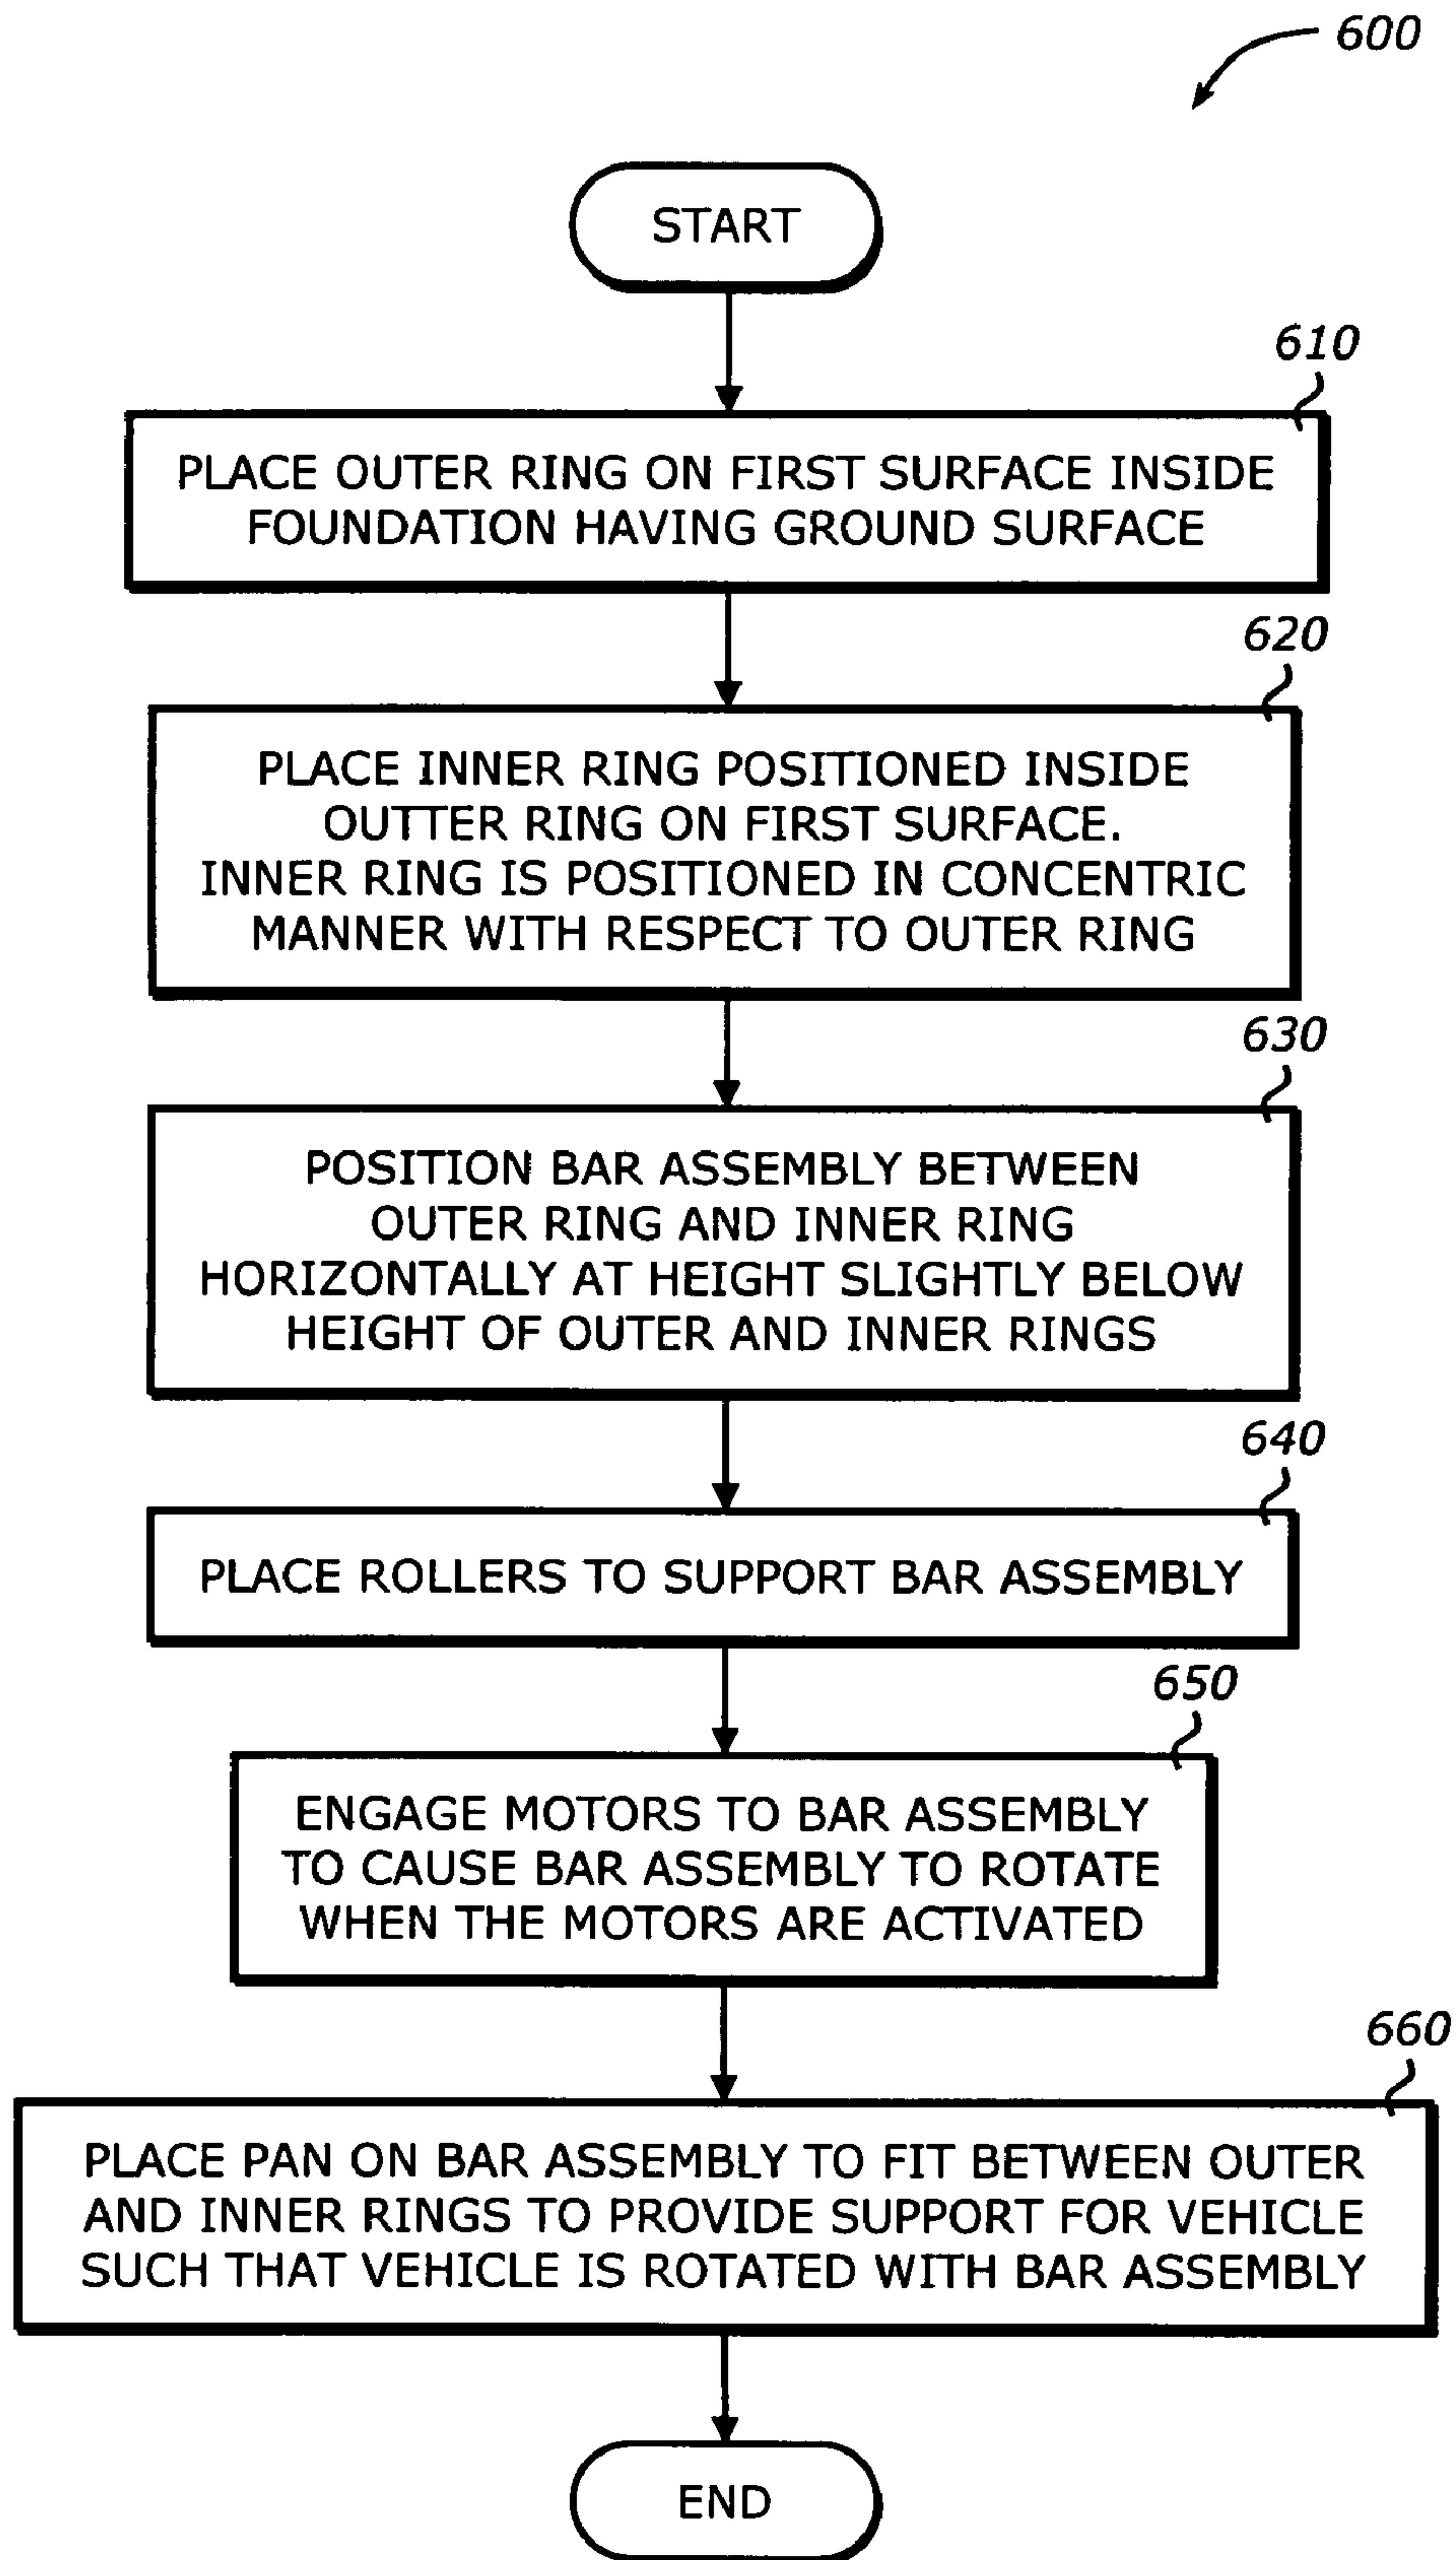 600
START
610
PLACE OUTER RING ON FIRST SURFACE INSIDE
FOUNDATION HAVING GROUND SURFACE
620
PLACE INNER RING POSITIONED INSIDE
OUTTER RING ON FIRST SURFACE.
INNER RING IS POSITIONED IN CONCENTRIC
MANNER WITH RESPECT TO OUTER RING
630
POSITION BAR ASSEMBLY BETWEEN
OUTER RING AND INNER RING
HORIZONTALLY AT HEIGHT SLIGHTLY BELOW
HEIGHT OF OUTER AND INNER RINGS
640
PLACE ROLLERS TO SUPPORT BAR ASSEMBLY
650
ENGAGE MOTORS TO BAR ASSEMBLY
TO CAUSE BAR ASSEMBLY TO ROTATE
WHEN THE MOTORS ARE ACTIVATED
660
PLACE PAN ON BAR ASSEMBLY TO FIT BETWEEN OUTER
AND INNER RINGS TO PROVIDE SUPPORT FOR VEHICLE
SUCH THAT VEHICLE IS ROTATED WITH BAR ASSEMBLY
END